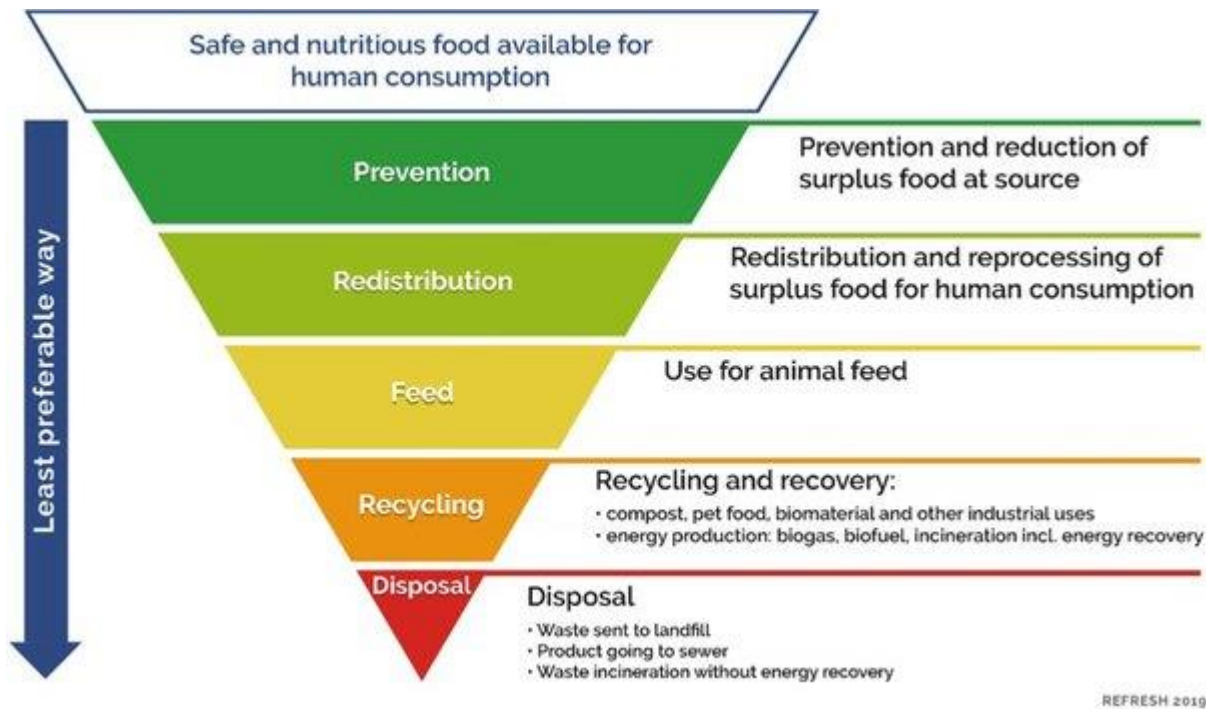 Safe and nutritious food available for
human consumption
Least preferable way
Prevention
Prevention and reduction of
surplus food at source
Redistribution
Redistribution and reprocessing of
surplus food for human consumption
Feed
Use for animal feed
Recycling
Recycling and recovery:
• compost, pet food, biomaterial and other industrial uses
• energy production: biogas, biofuel, incineration incl. energy recovery
Disposal
Disposal
• Waste sent to landfill
• Product going to sewer
• Waste incineration without energy recovery
REFRESH 2019